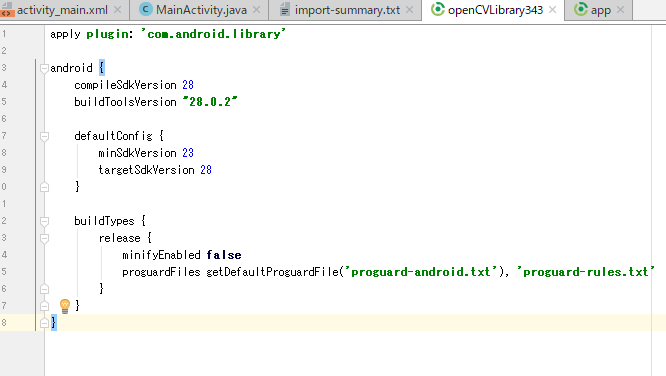 activity_main.xml MainActivity.java import-summary.txt openCVLibrary343 app
1 apply plugin: 'com.android.library'
2
3 android {
4 compileSdkVersion 28
5 buildToolsVersion "28.0.2"
6
7 defaultConfig {
8 minSdkVersion 23
9 targetSdkVersion 28
0 }
1
2 buildTypes {
3 release {
4 minifyEnabled false
5 proguardFiles getDefaultProguardFile('proguard-android.txt'), 'proguard-rules.txt'
6 }
7 }
8 }